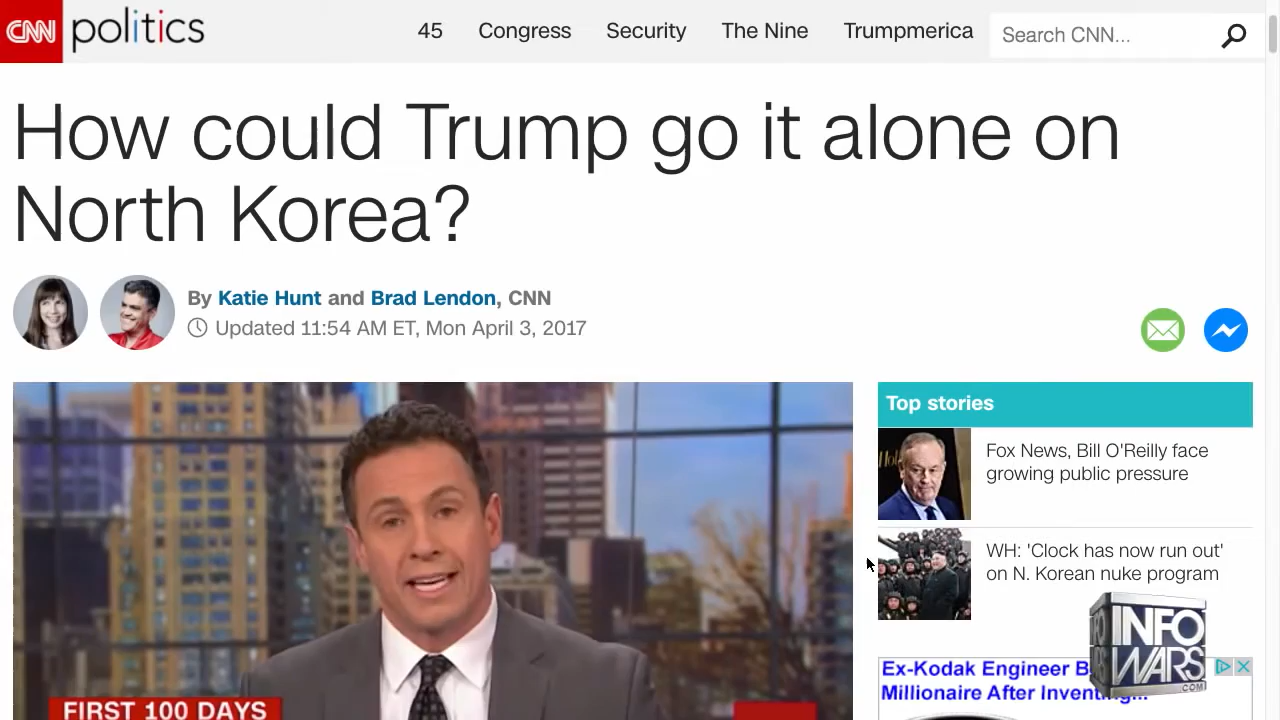 CNN politics
45 Congress Security The Nine Trumpmerica
Search CNN...
How could Trump go it alone on
North Korea?
By Katie Hunt and Brad Lendon, CNN
Updated 11:54 AM ET, Mon April 3, 2017
FIRST 100 DAYS
Top stories
Fox News, Bill O'Reilly face
growing public pressure
WH: 'Clock has now run out'
on N. Korean nuke program
Ex-Kodak Engineer
Millionaire After
INFO
WARS
.COM